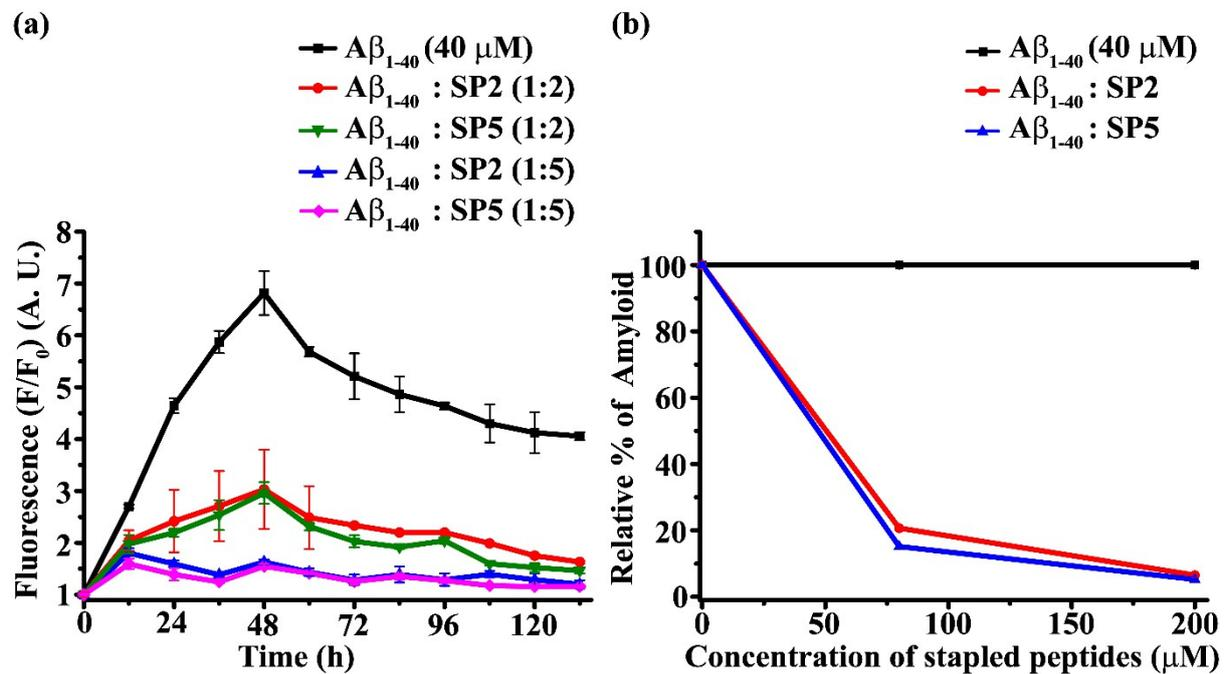 (a)
Aβ1-40 (40 μM)
Aβ1-40 : SP2 (1:2)
Aβ1-40 : SP5 (1:2)
Aβ1-40 : SP2 (1:5)
Aβ1-40 : SP5 (1:5)
Fluorescence (F/F0) (A. U.)
8
7
6
5
4
3
2
1
0 24 48 72 96 120
Time (h)
(b)
Aβ1-40 (40 μM)
Aβ1-40 : SP2
Aβ1-40 : SP5
Relative % of Amyloid
100
80
60
40
20
0
0 50 100 150 200
Concentration of stapled peptides (μM)